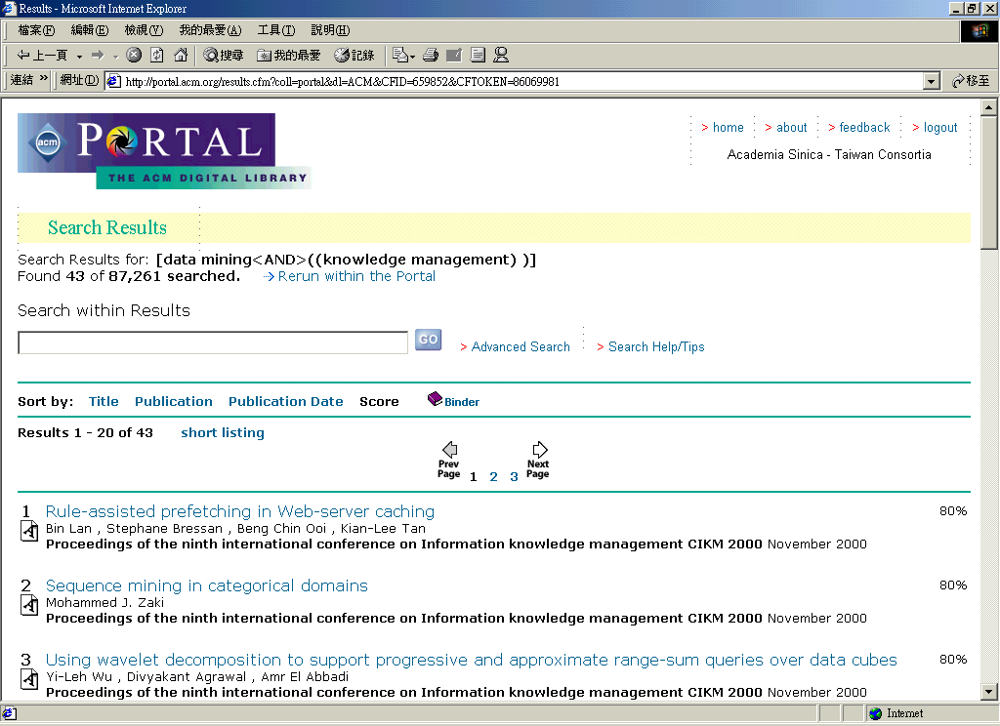 Results - Microsoft Internet Explorer
檔案(F) 編輯(E) 檢視(V) 我的最愛(A) 工具(T) 說明(H)
上一頁 搜尋 我的最愛 記錄
連結 » 網址(D) http://portal.acm.org/results.cfm?coll=portal&dl=ACM&CFID=659852&CFTOKEN=86069981 移至
acm PORTAL
THE ACM DIGITAL LIBRARY
> home > about > feedback > logout
Academia Sinica - Taiwan Consortia
Search Results
Search Results for: [data mining<AND>((knowledge management) )]
Found 43 of 87,261 searched. → Rerun within the Portal
Search within Results
GO > Advanced Search > Search Help/Tips
Sort by: Title Publication Publication Date Score Binder
Results 1 - 20 of 43 short listing
Prev Page 1 2 3 Next Page
1 Rule-assisted prefetching in Web-server caching 80%
Bin Lan , Stephane Bressan , Beng Chin Ooi , Kian-Lee Tan
Proceedings of the ninth international conference on Information knowledge management CIKM 2000 November 2000
2 Sequence mining in categorical domains 80%
Mohammed J. Zaki
Proceedings of the ninth international conference on Information knowledge management CIKM 2000 November 2000
3 Using wavelet decomposition to support progressive and approximate range-sum queries over data cubes 80%
Yi-Leh Wu , Divyakant Agrawal , Amr El Abbadi
Proceedings of the ninth international conference on Information knowledge management CIKM 2000 November 2000
Internet